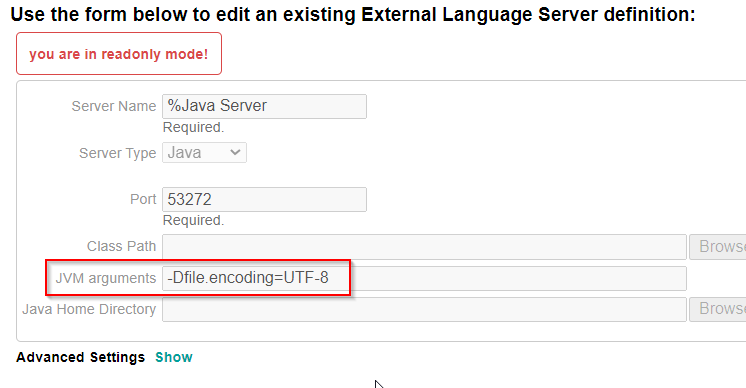 Use the form below to edit an existing External Language Server definition:
you are in readonly mode!
Server Name %Java Server
Required.
Server Type Java
Port 53272
Required.
Class Path Browse
JVM arguments -Dfile.encoding=UTF-8
Java Home Directory Browse
Advanced Settings Show